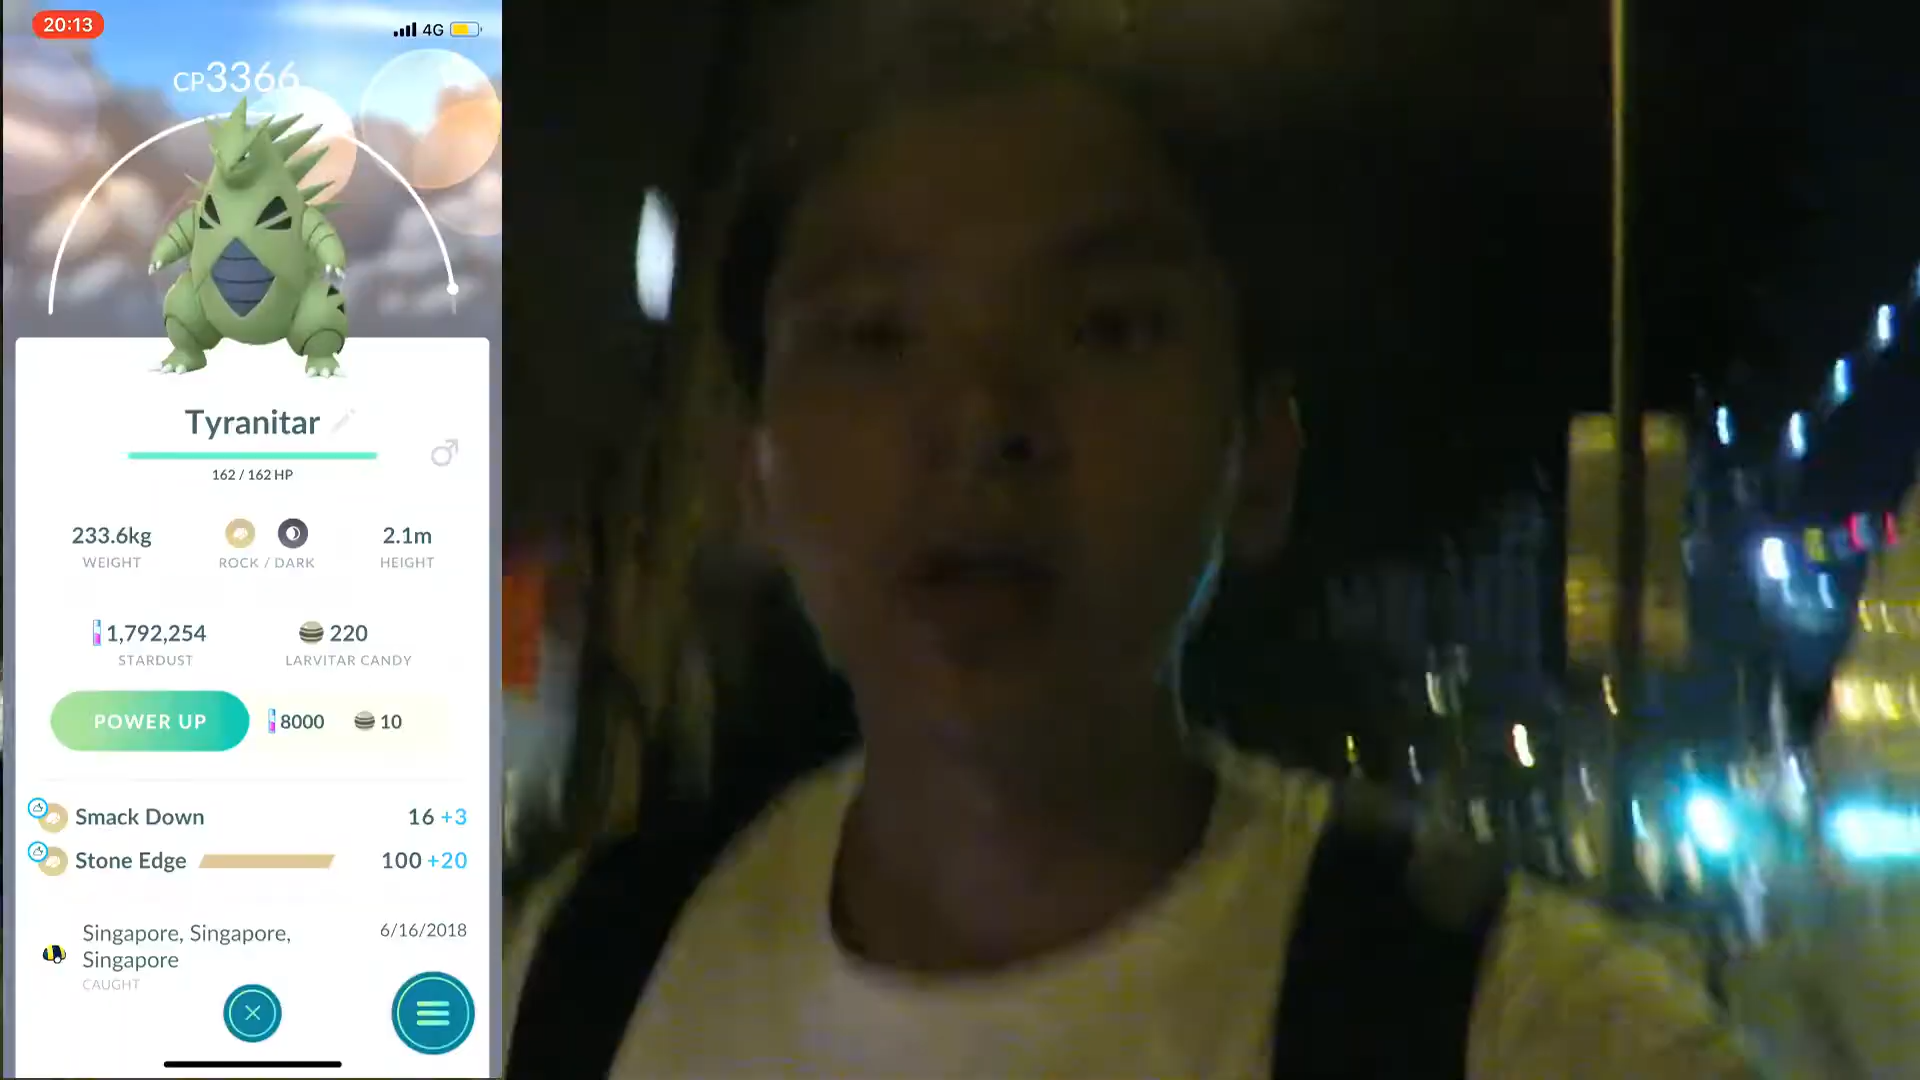 20:13
4G
CP3366
Tyranitar
162 / 162 HP
233.6kg
2.1m
WEIGHT
ROCK / DARK
HEIGHT
1,792,254
220
STARDUST
LARVITAR CANDY
POWER UP
8000
10
Smack Down
16 +3
Stone Edge
100 +20
Singapore, Singapore,
6/16/2018
Singapore
CAUGHT